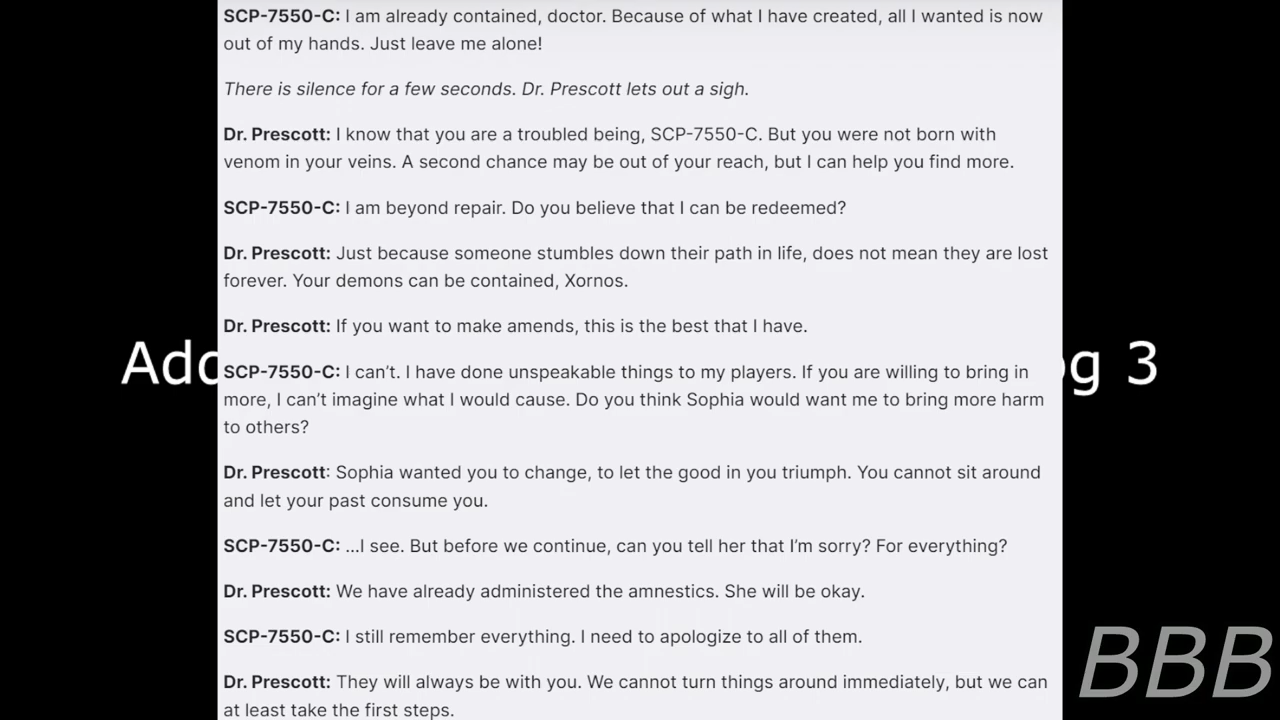 SCP-7550-C: I am already contained, doctor. Because of what I have created, all I wanted is now
out of my hands. Just leave me alone!
There is silence for a few seconds. Dr. Prescott lets out a sigh.
Dr. Prescott: I know that you are a troubled being, SCP-7550-C. But you were not born with
venom in your veins. A second chance may be out of your reach, but I can help you find more.
SCP-7550-C: I am beyond repair. Do you believe that I can be redeemed?
Dr. Prescott: Just because someone stumbles down their path in life, does not mean they are lost
forever. Your demons can be contained, Xornos.
Dr. Prescott: If you want to make amends, this is the best that I have.
Add
og 3
SCP-7550-C: I can’t. I have done unspeakable things to my players. If you are willing to bring in
more, I can’t imagine what I would cause. Do you think Sophia would want me to bring more harm
to others?
Dr. Prescott: Sophia wanted you to change, to let the good in you triumph. You cannot sit around
and let your past consume you.
SCP-7550-C: …I see. But before we continue, can you tell her that I’m sorry? For everything?
Dr. Prescott: We have already administered the amnestics. She will be okay.
SCP-7550-C: I still remember everything. I need to apologize to all of them.
Dr. Prescott: They will always be with you. We cannot turn things around immediately, but we can
at least take the first steps.
BBB